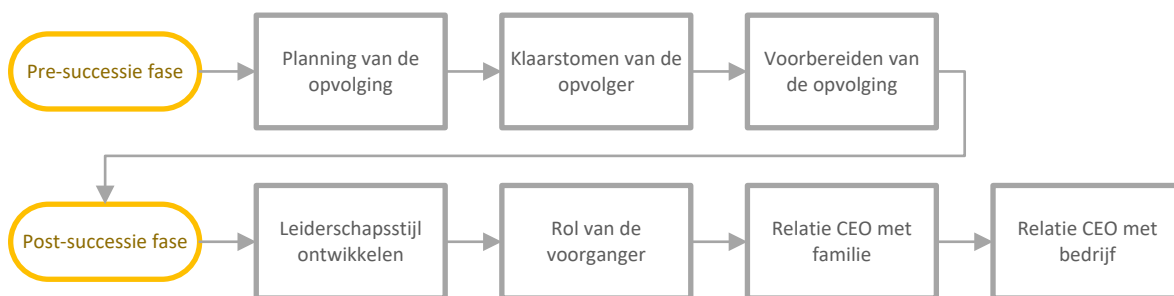 Pre-successie fase
Planning van de
opvolging
Klaarstomen van de
opvolger
Voorbereiden van
de opvolging
Post-successie fase
Leiderschapsstijl
ontwikkelen
Rol van de
voorganger
Relatie CEO met
familie
Relatie CEO met
bedrijf